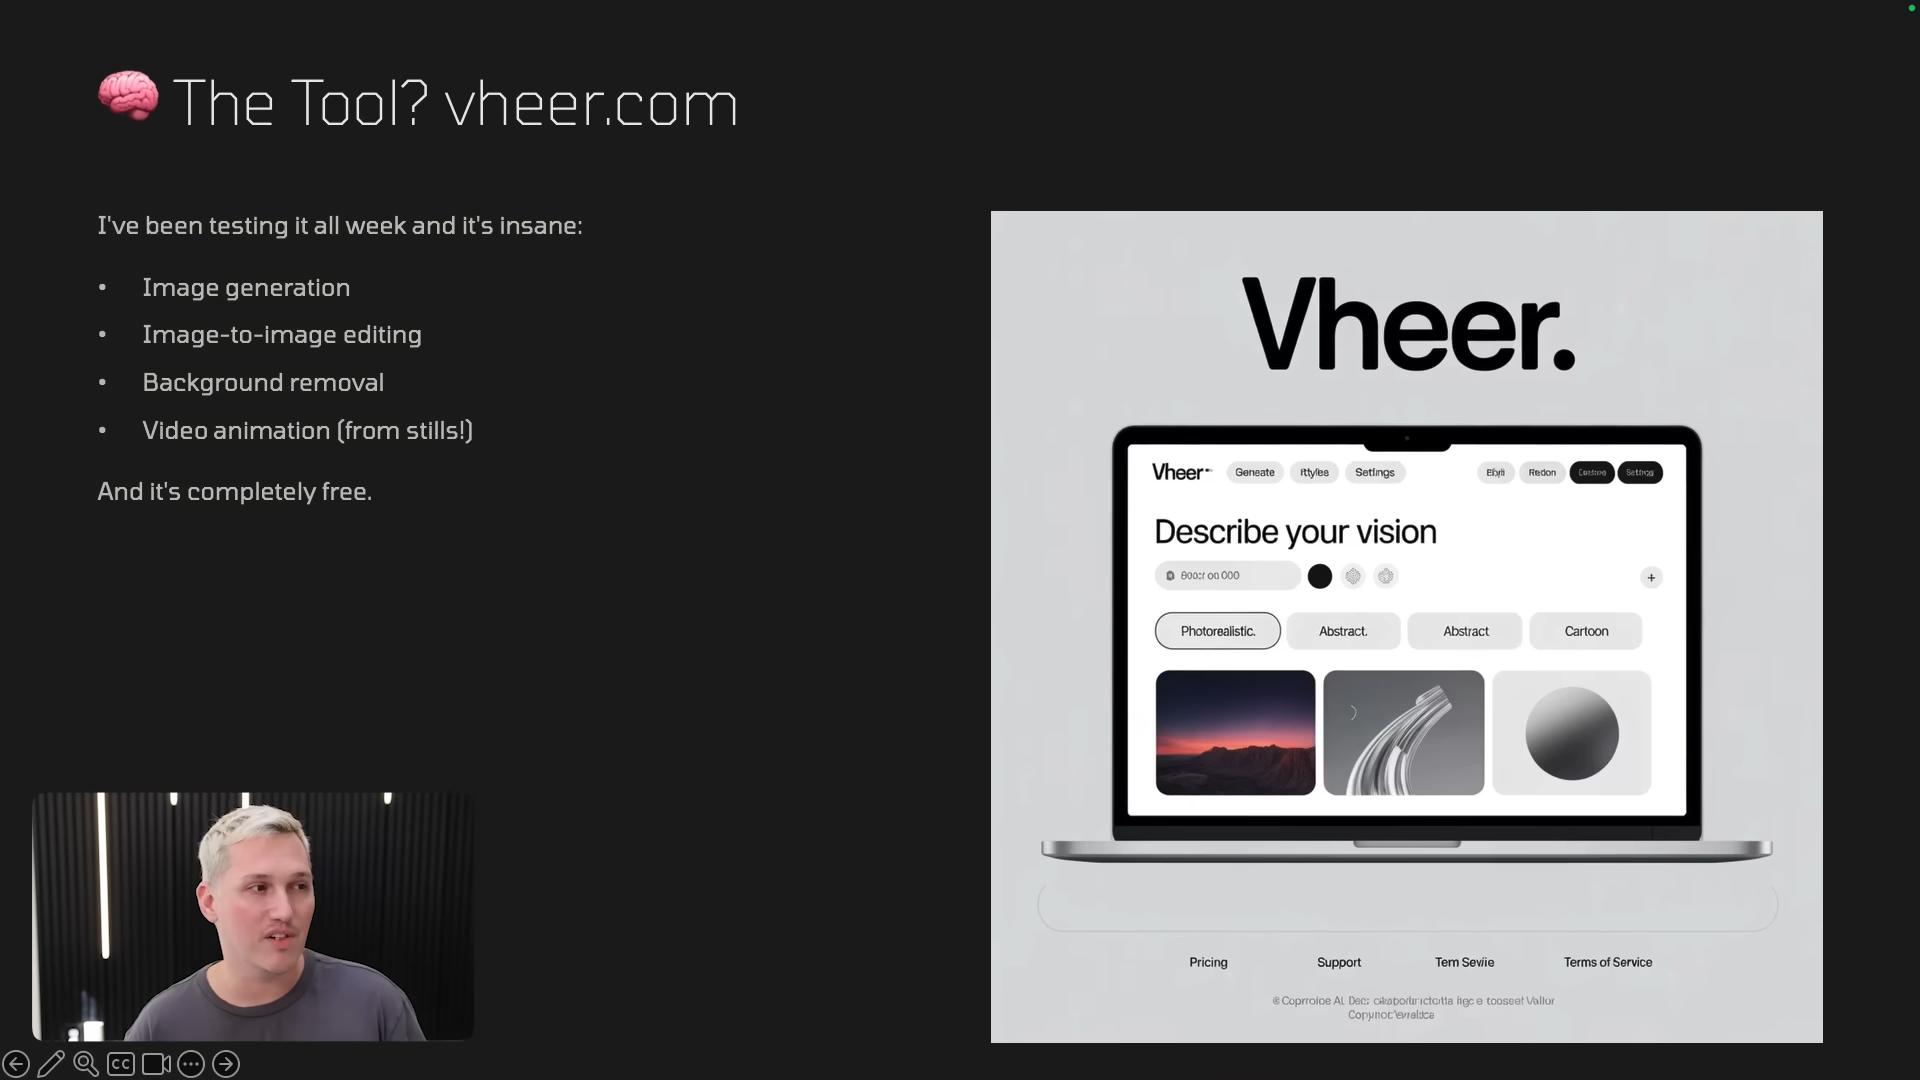 The Tool? vheer.com
I've been testing it all week and it's insane:
• Image generation
• Image-to-image editing
• Background removal
• Video animation (from stills!)
And it's completely free.
Vheer.
Vheer
Geneate
Settings
Redon
Describe your vision
Photorealistic.
Abstract.
Abstract
Cartoon
Pricing
Support
Tem Seviie
Terms of Service
CC